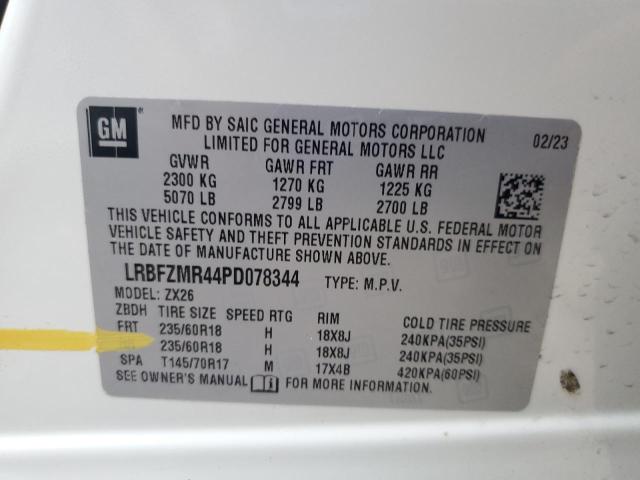 GM
MFD BY SAIC GENERAL MOTORS CORPORATION 02/23
LIMITED FOR GENERAL MOTORS LLC
GVWR GAWR FRT GAWR RR
2300 KG 1270 KG 1225 KG
5070 LB 2799 LB 2700 LB
THIS VEHICLE CONFORMS TO ALL APPLICABLE U.S. FEDERAL MOTOR
VEHICLE SAFETY AND THEFT PREVENTION STANDARDS IN EFFECT ON
THE DATE OF MANUFACTURE SHOWN ABOVE.
LRBFZMR44PD078344 TYPE: M.P.V.
MODEL: ZX26
ZBDH TIRE SIZE SPEED RTG RIM COLD TIRE PRESSURE
FRT 235/60R18 H 18X8J 240KPA(35PSI)
235/60R18 H 18X8J 240KPA(35PSI)
SPA T145/70R17 M 17X4B 420KPA(60PSI)
SEE OWNER'S MANUAL FOR MORE INFORMATION.